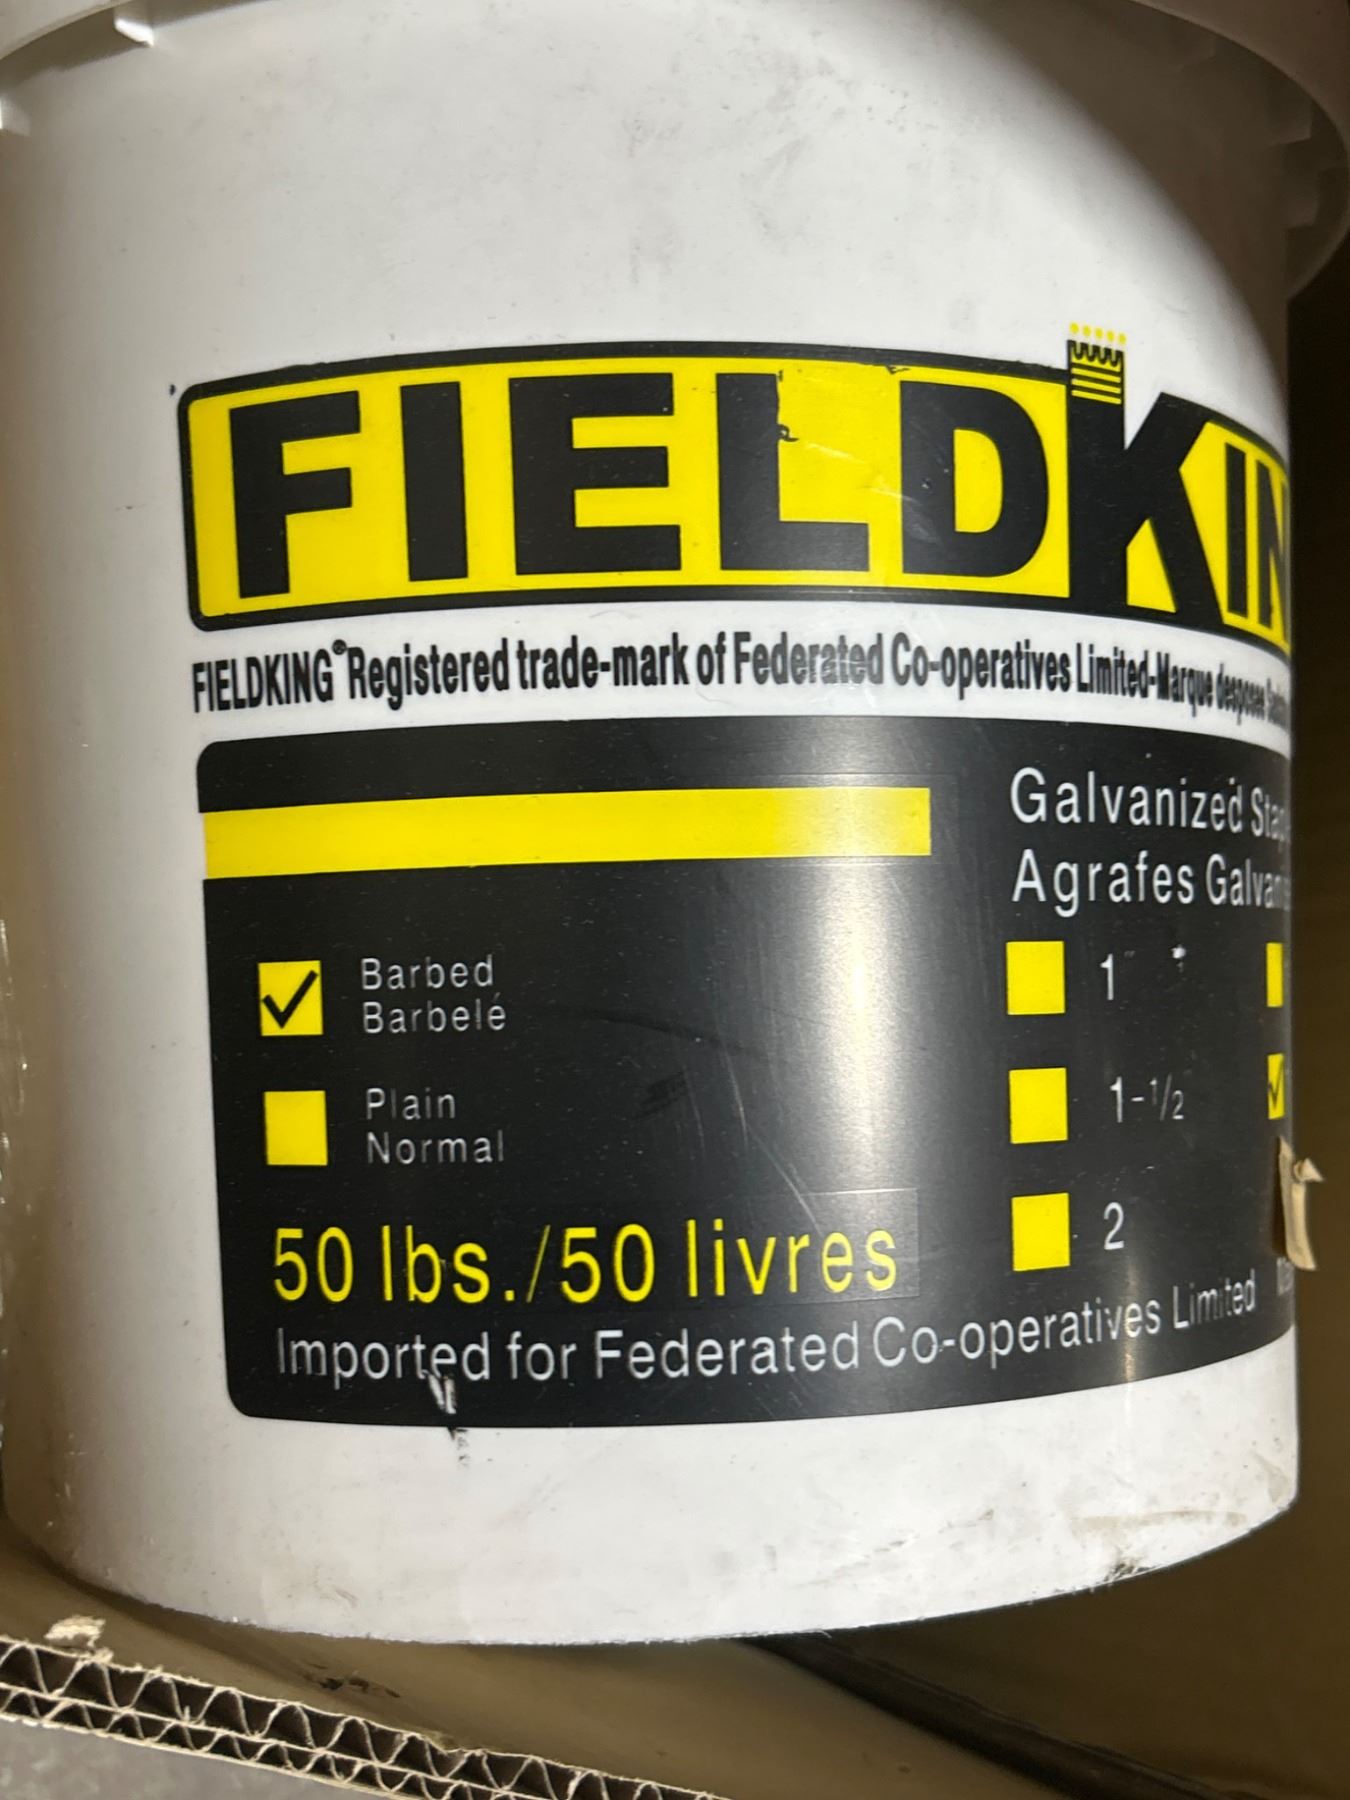 FIELDKIN
FIELDKING® Registered trade-mark of Federated Co-operatives Limited-Marque desposee
Galvanized
Agrafes
Barbed
Barbelé
Plain
Normal
1"
1-1/2
2
50 lbs./50 livres
Imported for Federated Co-operatives Limited